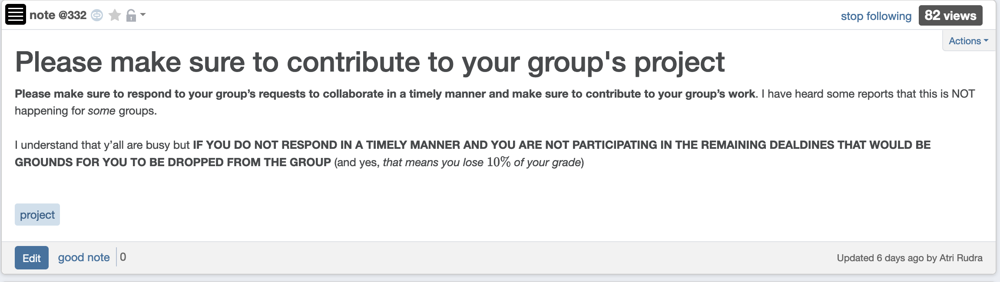 note @332
stop following
82 views
Actions
Please make sure to contribute to your group's project
Please make sure to respond to your group’s requests to collaborate in a timely manner and make sure to contribute to your group’s work. I have heard some reports that this is NOT
happening for some groups.
I understand that y’all are busy but IF YOU DO NOT RESPOND IN A TIMELY MANNER AND YOU ARE NOT PARTICIPATING IN THE REMAINING DEALDINES THAT WOULD BE
GROUNDS FOR YOU TO BE DROPPED FROM THE GROUP (and yes, that means you lose 10% of your grade)
project
Edit
good note
0
Updated 6 days ago by Atri Rudra